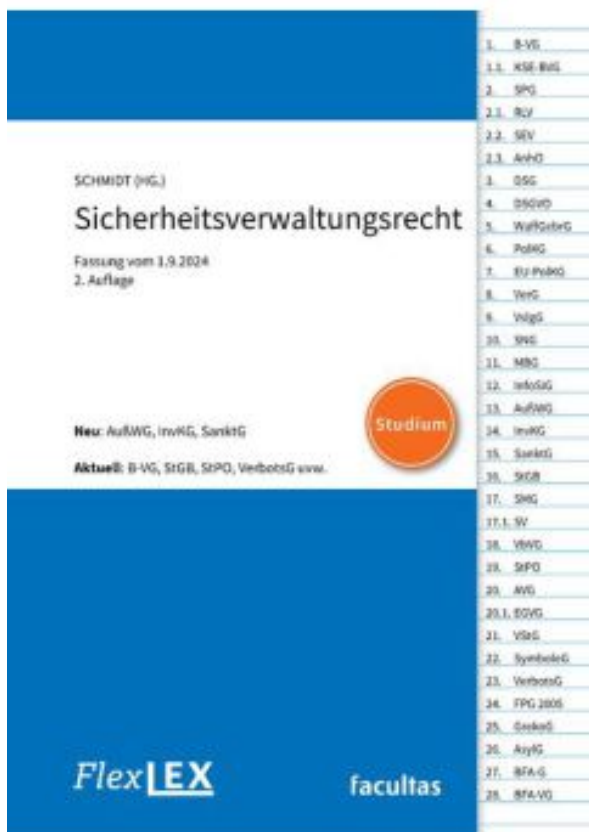 SCHMIDT (HG.)
Sicherheitsverwaltungsrecht
Fassung vom 1.9.2024
2. Auflage
Studium
Neu: AußWG, InvKG, SanktG
Aktuell: B-VG, StGB, StPO, VerbotsG uvw.
FlexLEX
facultas
1. B-VG
1.1. KSE-BVG
2. SPG
2.1. RLV
2.2. SEV
2.3. AnhO
3. DSG
4. DSGVO
5. WaffGebrG
6. PolKG
7. EU-PolKG
8. VerG
9. VslgG
10. SNG
11. MBG
12. InfoSiG
13. AußWG
14. InvKG
15. SanktG
16. StGB
17. SMG
17.1. SV
18. VbVG
19. StPO
20. AVG
20.1. EGVG
21. VStG
22. SymboleG
23. VerbotsG
24. FPG 2005
25. GrekoG
26. AsylG
27. BFA-G
28. BFA-VG